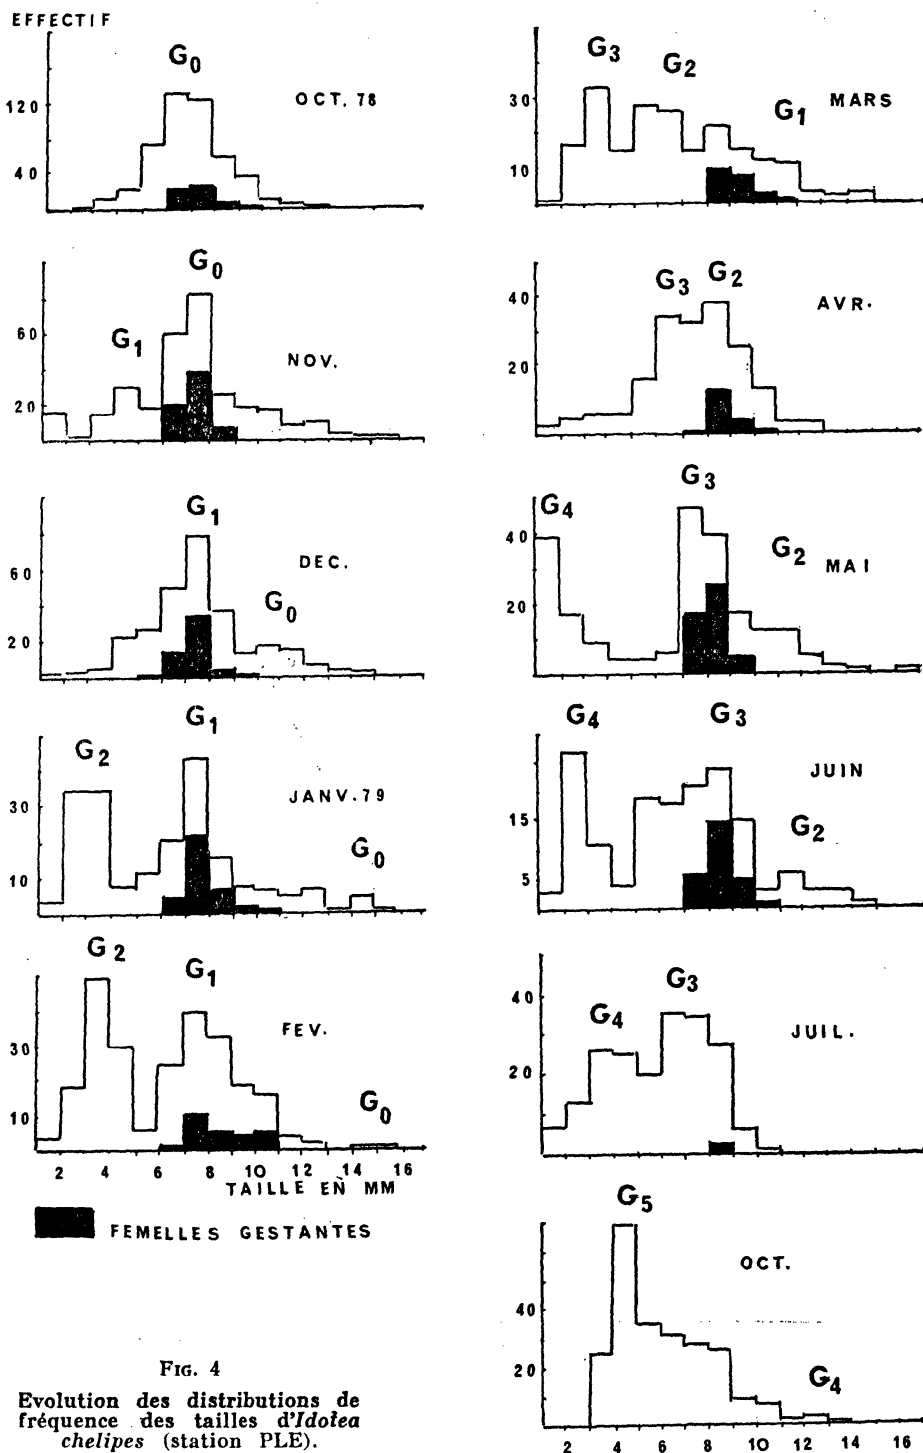 EFFECTIF
G0
OCT. 78
120
40
G0
G1
NOV.
60
20
G1
DEC.
G0
60
20
G1
G2
JANV. 79
G0
30
10
G2
G1
FEV.
G0
30
10
2 4 6 8 10 12 14 16
TAILLE EN MM
FEMELLES GESTANTES
FIG. 4
Evolution des distributions de
fréquence des tailles d'Idotea
chelipes (station PLE).
G3
G2
G1
MARS
30
10
G3 G2
AVR.
40
20
G3
G4
G2
MAI
40
20
G4 G3
JUIN
G2
15
5
G3
G4
JUIL.
40
20
G5
OCT.
40
G4
20
2 4 6 8 10 12 14 16